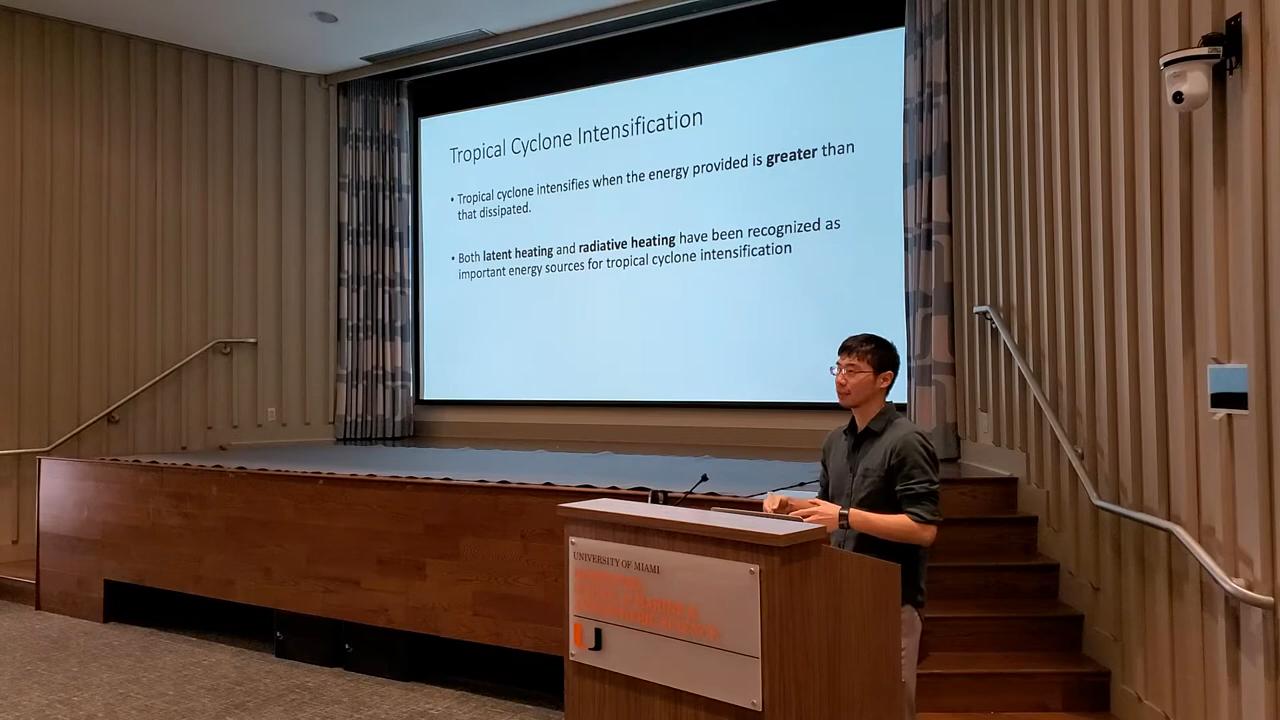 Tropical Cyclone Intensification
• Tropical cyclone intensifies when the energy provided is greater than
that dissipated.
• Both latent heating and radiative heating have been recognized as
important energy sources for tropical cyclone intensification
UNIVERSITY OF MIAMI